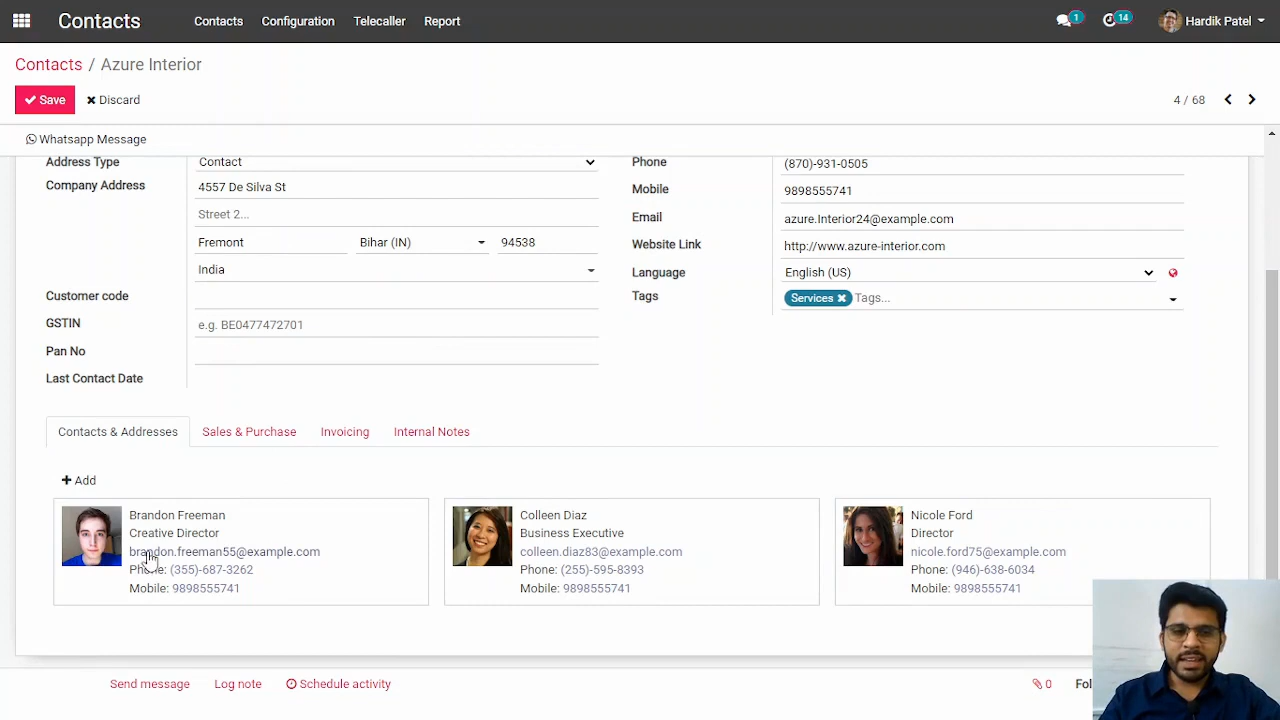 Contacts Contacts Configuration Telecaller Report 1 14 Hardik Patel
Contacts / Azure Interior
Save Discard 4 / 68
Whatsapp Message
Address Type Contact Phone (870)-931-0505
Company Address 4557 De Silva St Mobile 9898555741
Street 2... Email azure.Interior24@example.com
Fremont Bihar (IN) 94538 Website Link http://www.azure-interior.com
India Language English (US)
Customer code Tags Services Tags...
GSTIN e.g. BE0477472701
Pan No
Last Contact Date
Contacts & Addresses Sales & Purchase Invoicing Internal Notes
Add
Brandon Freeman
Creative Director
brandon.freeman55@example.com
Phone: (355)-687-3262
Mobile: 9898555741
Colleen Diaz
Business Executive
colleen.diaz83@example.com
Phone: (255)-595-8393
Mobile: 9898555741
Nicole Ford
Director
nicole.ford75@example.com
Phone: (946)-638-6034
Mobile: 9898555741
Send message Log note Schedule activity 0